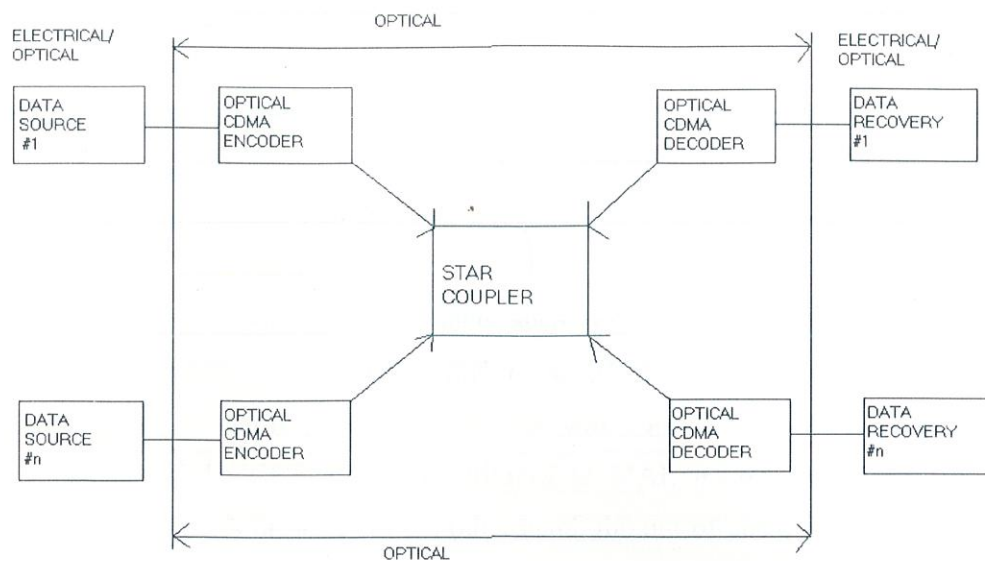 OPTICAL
ELECTRICAL/
OPTICAL
ELECTRICAL/
OPTICAL
DATA
SOURCE
#1
OPTICAL
CDMA
ENCODER
OPTICAL
CDMA
DECODER
DATA
RECOVERY
#1
STAR
COUPLER
DATA
SOURCE
#n
OPTICAL
CDMA
ENCODER
OPTICAL
CDMA
DECODER
DATA
RECOVERY
#n
OPTICAL